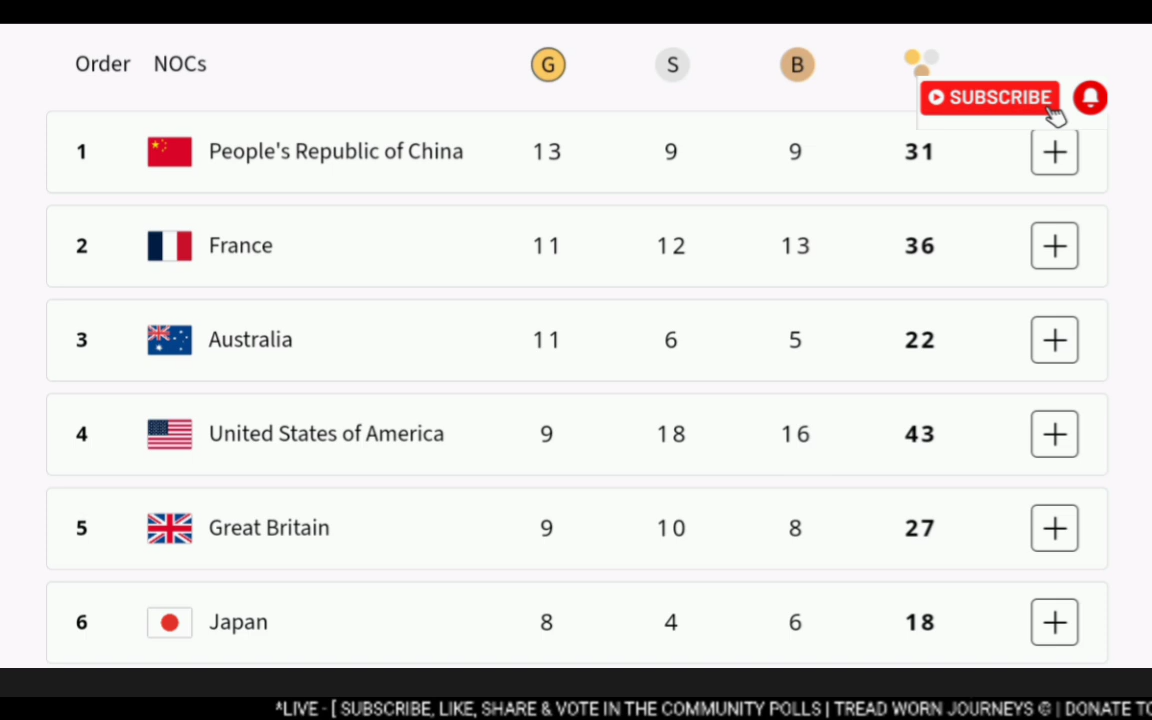 Order NOCs G S B
SUBSCRIBE
1 People's Republic of China 13 9 9 31
2 France 11 12 13 36
3 Australia 11 6 5 22
4 United States of America 9 18 16 43
5 Great Britain 9 10 8 27
6 Japan 8 4 6 18
*LIVE - [ SUBSCRIBE, LIKE, SHARE & VOTE IN THE COMMUNITY POLLS | TREAD WORN JOURNEYS © | DONATE TO